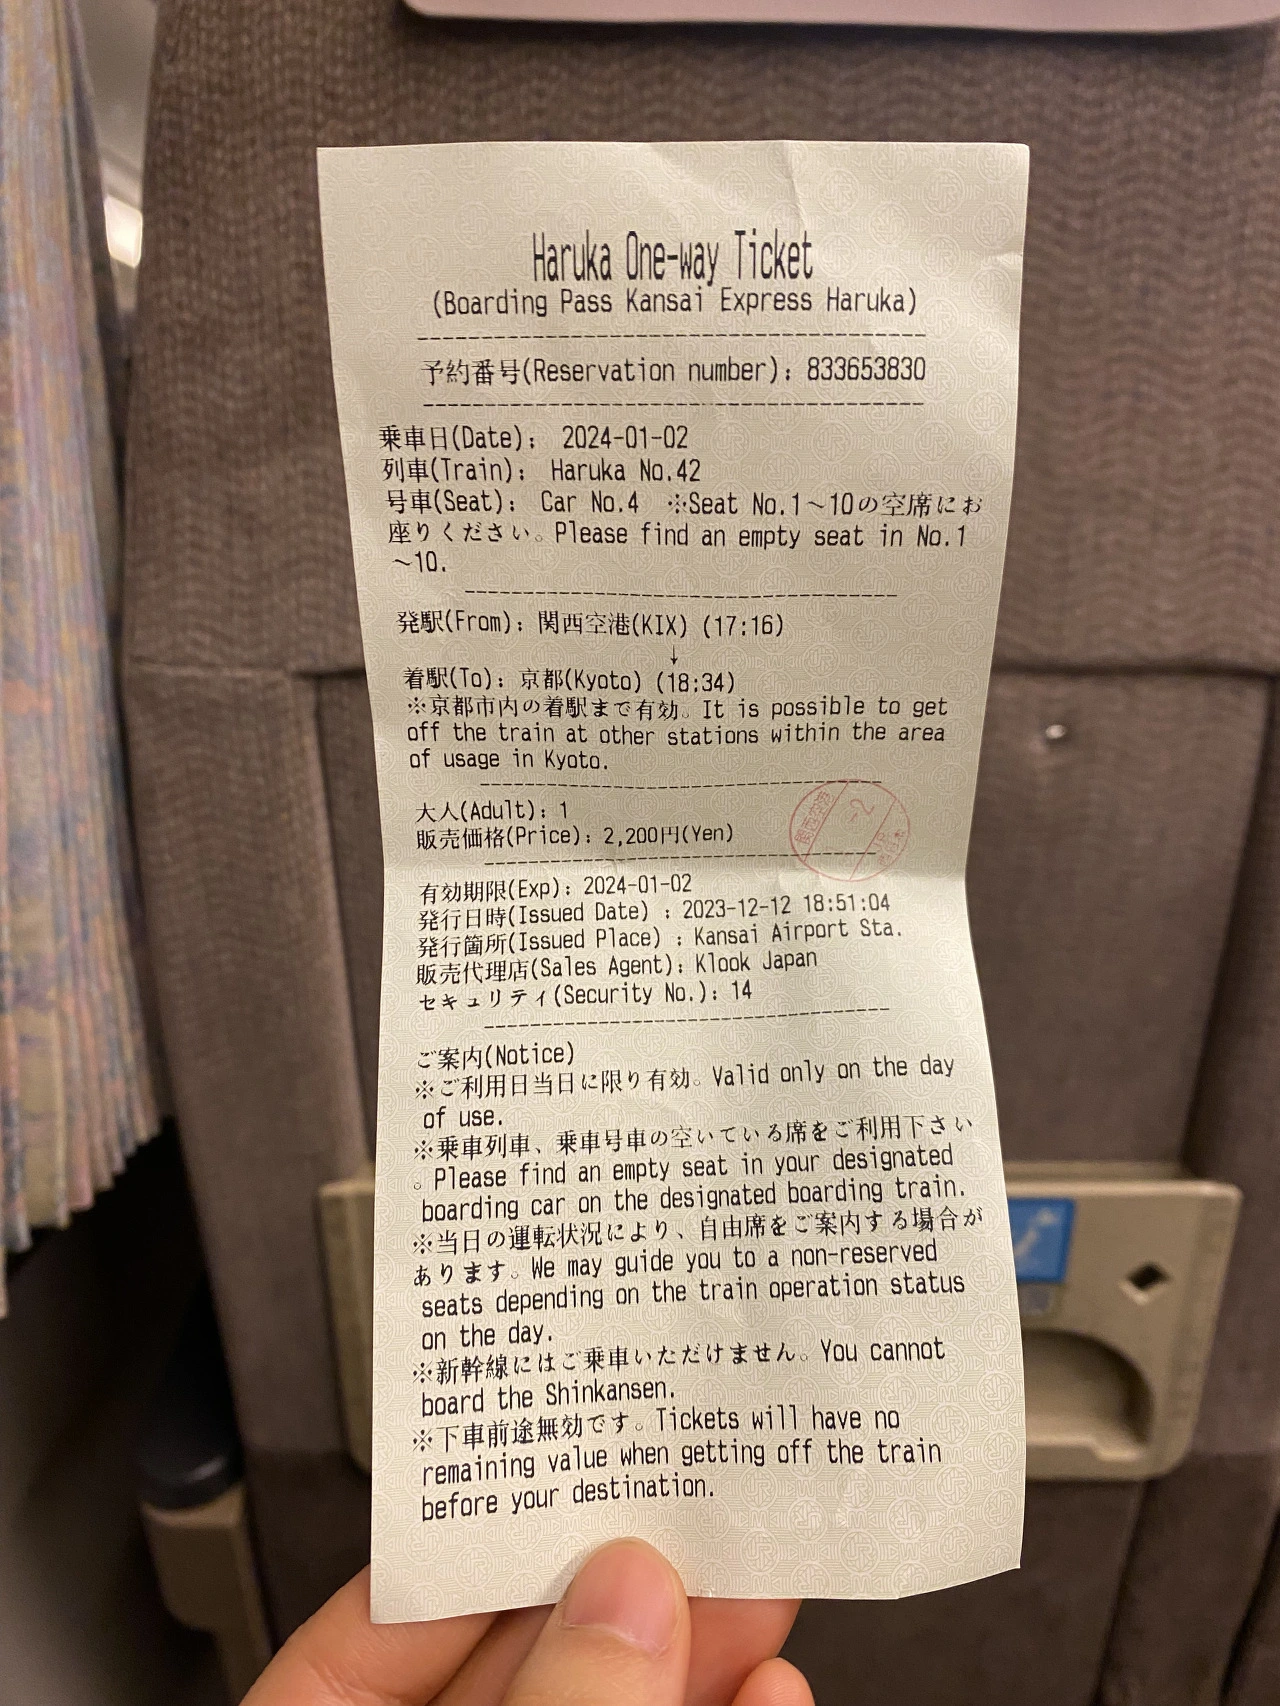 Haruka One-way Ticket
(Boarding Pass Kansai Express Haruka)
予約番号(Reservation number): 833653830
乗車日(Date): 2024-01-02
列車(Train): Haruka No.42
号車(Seat): Car No.4 ※Seat No.1～10の空席にお
座りください。Please find an empty seat in No.1
～10.
発駅(From): 関西空港(KIX) (17:16)
↓
着駅(To): 京都(Kyoto) (18:34)
※京都市内の着駅まで有効。It is possible to get
off the train at other stations within the area
of usage in Kyoto.
大人(Adult): 1
販売価格(Price): 2,200円(Yen)
関西空港
-2
有効期限(Exp): 2024-01-02
発行日時(Issued Date) : 2023-12-12 18:51:04
発行箇所(Issued Place) : Kansai Airport Sta.
販売代理店(Sales Agent): Klook Japan
セキュリティ(Security No.): 14
ご案内(Notice)
※ご利用日当日に限り有効。Valid only on the day
of use.
※乗車列車、乗車号車の空いている席をご利用下さい
。Please find an empty seat in your designated
boarding car on the designated boarding train.
※当日の運転状況により、自由席をご案内する場合が
あります。We may guide you to a non-reserved
seats depending on the train operation status
on the day.
※新幹線にはご乗車いただけません。You cannot
board the Shinkansen.
※下車前途無効です。Tickets will have no
remaining value when getting off the train
before your destination.